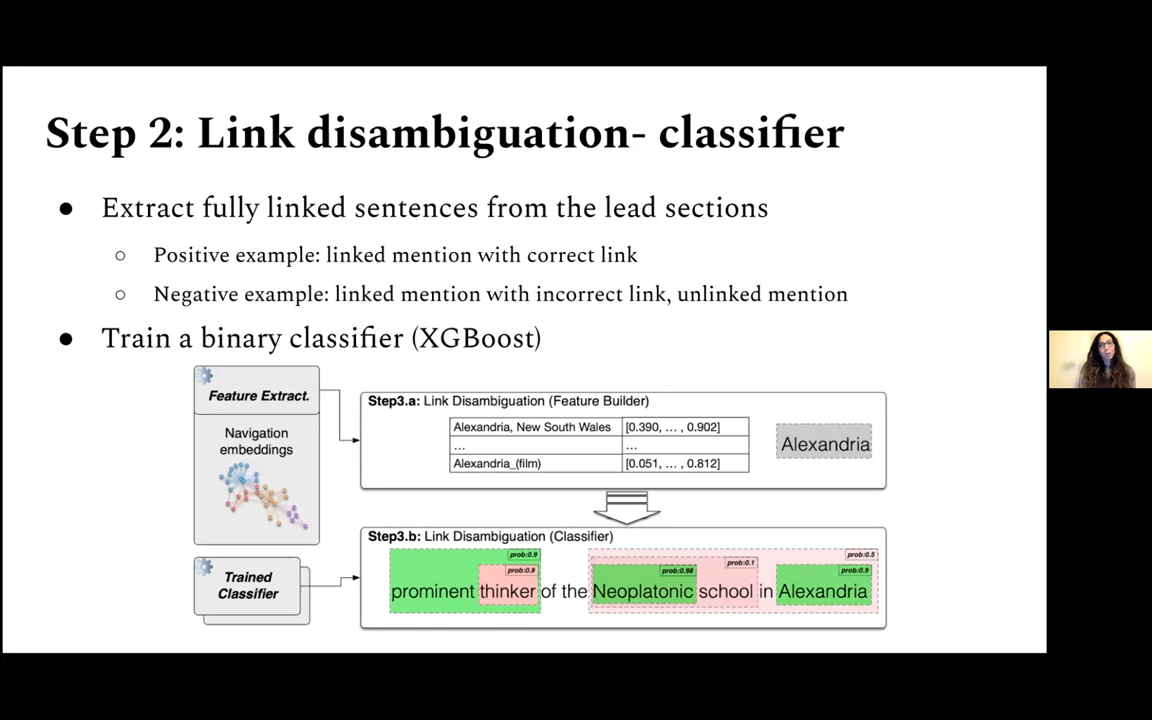 Step 2: Link disambiguation- classifier
● Extract fully linked sentences from the lead sections
○ Positive example: linked mention with correct link
○ Negative example: linked mention with incorrect link, unlinked mention
● Train a binary classifier (XGBoost)
Feature Extract.
Navigation
embeddings
Step3.a: Link Disambiguation (Feature Builder)
Alexandria, New South Wales [0.390, ... , 0.902]
... ...
Alexandria_(film) [0.051, ... , 0.812]
Alexandria
Trained
Classifier
Step3.b: Link Disambiguation (Classifier)
prob:0.9 prob:0.5
prob:0.9 prob:0.98 prob:0.1 prob:0.9
prominent thinker of the Neoplatonic school in Alexandria